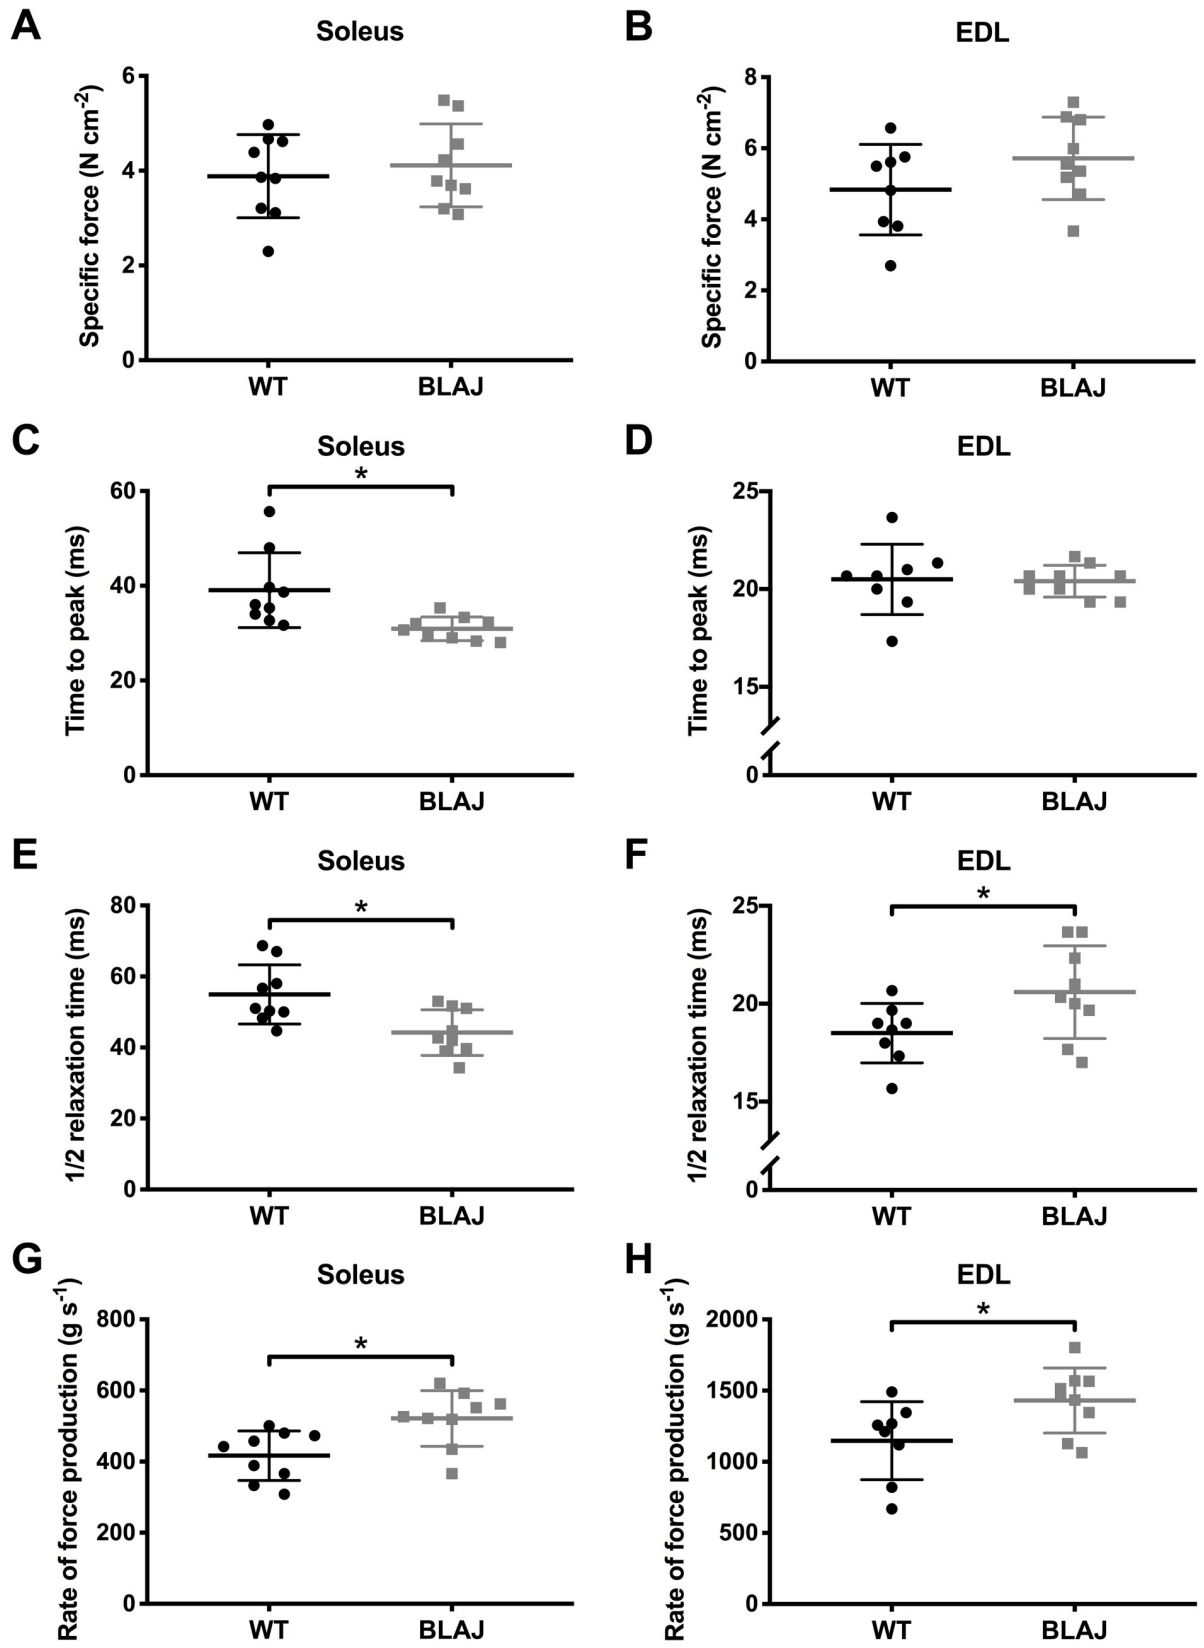 A
Soleus
Specific force (N cm-2)
6
4
2
0
WT
BLAJ
B
EDL
Specific force (N cm-2)
8
6
4
2
0
WT
BLAJ
C
Soleus
*
Time to peak (ms)
60
40
20
0
WT
BLAJ
D
EDL
Time to peak (ms)
25
20
15
0
WT
BLAJ
E
Soleus
*
1/2 relaxation time (ms)
80
60
40
20
0
WT
BLAJ
F
EDL
*
1/2 relaxation time (ms)
25
20
15
0
WT
BLAJ
G
Soleus
*
Rate of force production (g s-1)
800
600
400
200
0
WT
BLAJ
H
EDL
*
Rate of force production (g s-1)
2000
1500
1000
500
0
WT
BLAJ